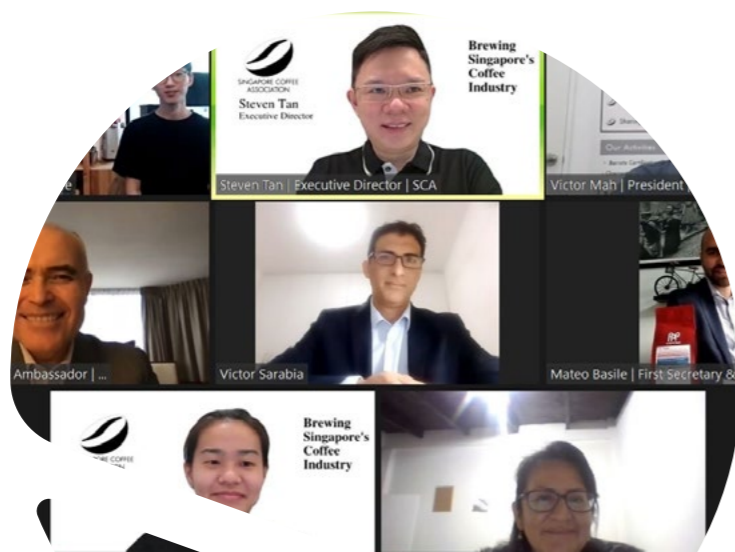 SINGAPORE COFFEE
ASSOCIATION
Steven Tan
Executive Director
Brewing
Singapore's
Coffee
Industry
Our Activities
Steven Tan | Executive Director | SCA
Victor Mah | President
Ambassador | ...
Victor Sarabia
Mateo Basile | First Secretary &
Brewing
Singapore's
Coffee
Industry